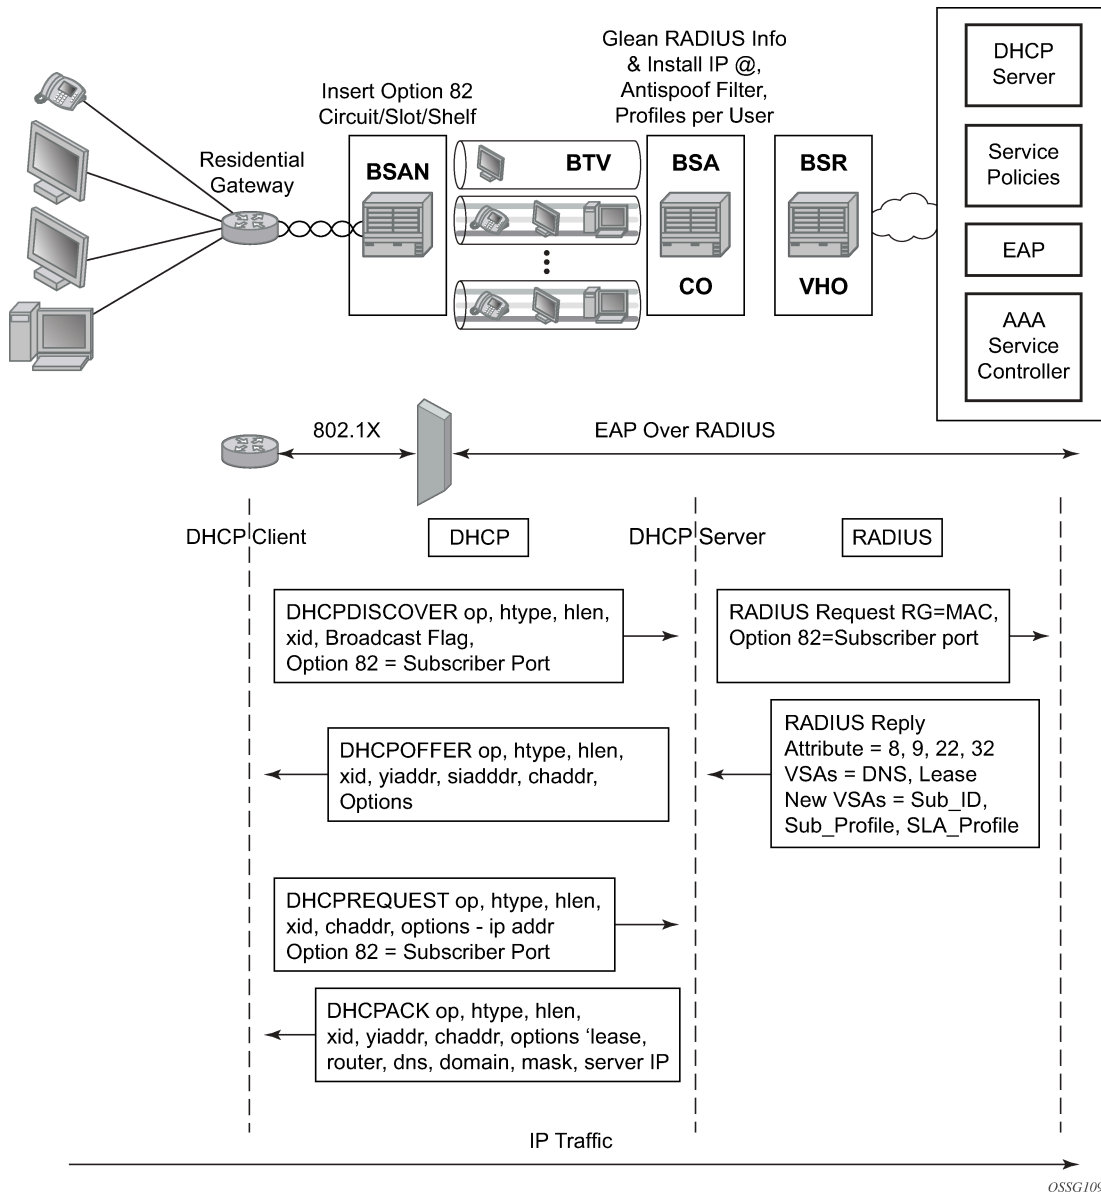 Glean RADIUS Info
& Install IP @,
Antispoof Filter,
Profiles per User
Insert Option 82
Circuit/Slot/Shelf
Residential
Gateway
BSAN
BTV
BSA
CO
BSR
VHO
DHCP
Server
Service
Policies
EAP
AAA
Service
Controller
802.1X
EAP Over RADIUS
DHCP Client
DHCP
DHCP Server
RADIUS
DHCPDISCOVER op, htype, hlen,
xid, Broadcast Flag,
Option 82 = Subscriber Port
RADIUS Request RG=MAC,
Option 82=Subscriber port
RADIUS Reply
Attribute = 8, 9, 22, 32
VSAs = DNS, Lease
New VSAs = Sub_ID,
Sub_Profile, SLA_Profile
DHCPOFFER op, htype, hlen,
xid, yiaddr, siadddr, chaddr,
Options
DHCPREQUEST op, htype, hlen,
xid, chaddr, options - ip addr
Option 82 = Subscriber Port
DHCPACK op, htype, hlen,
xid, yiaddr, chaddr, options ‘lease,
router, dns, domain, mask, server IP
IP Traffic
OSSG109